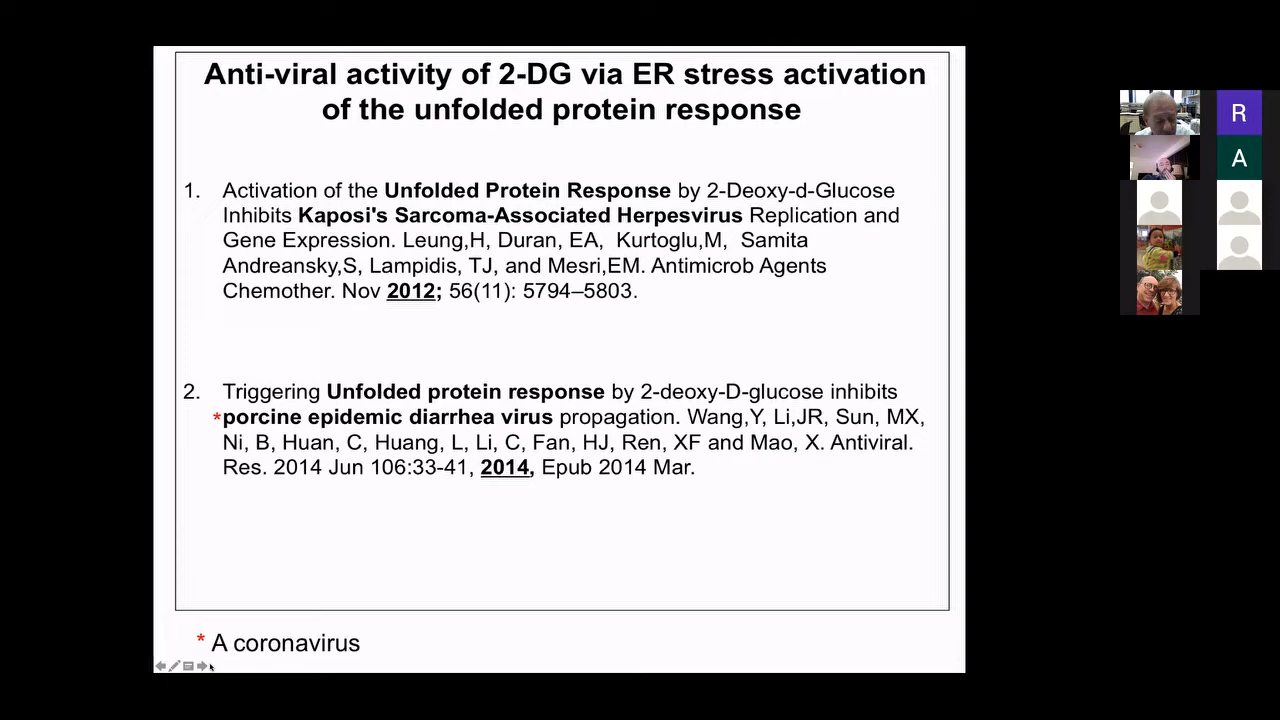 Anti-viral activity of 2-DG via ER stress activation
of the unfolded protein response
1. Activation of the Unfolded Protein Response by 2-Deoxy-d-Glucose
Inhibits Kaposi's Sarcoma-Associated Herpesvirus Replication and
Gene Expression. Leung,H, Duran, EA, Kurtoglu,M, Samita
Andreansky,S, Lampidis, TJ, and Mesri,EM. Antimicrob Agents
Chemother. Nov 2012; 56(11): 5794–5803.
2. Triggering Unfolded protein response by 2-deoxy-D-glucose inhibits
*porcine epidemic diarrhea virus propagation. Wang,Y, Li,JR, Sun, MX,
Ni, B, Huan, C, Huang, L, Li, C, Fan, HJ, Ren, XF and Mao, X. Antiviral.
Res. 2014 Jun 106:33-41, 2014, Epub 2014 Mar.
* A coronavirus
R
A